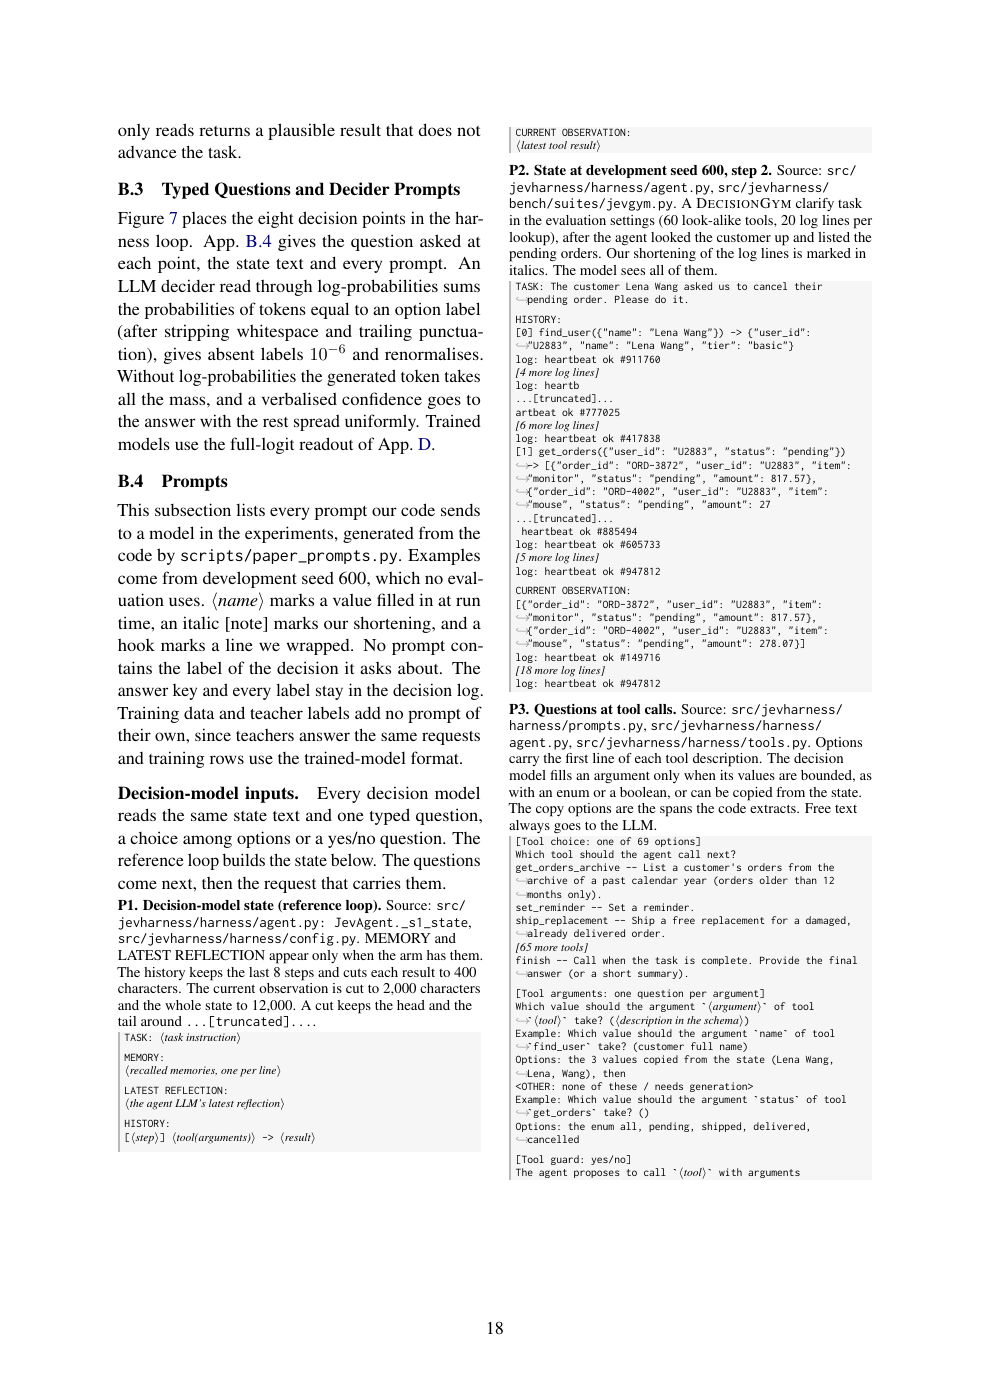 only reads returns a plausible result that does not
advance the task.
B.3 Typed Questions and Decider Prompts
Figure 7 places the eight decision points in the har-
ness loop. App. B.4 gives the question asked at
each point, the state text and every prompt. An
LLM decider read through log-probabilities sums
the probabilities of tokens equal to an option label
(after stripping whitespace and trailing punctua-
tion), gives absent labels 10⁻⁶ and renormalises.
Without log-probabilities the generated token takes
all the mass, and a verbalised confidence goes to
the answer with the rest spread uniformly. Trained
models use the full-logit readout of App. D.
B.4 Prompts
This subsection lists every prompt our code sends
to a model in the experiments, generated from the
code by scripts/paper_prompts.py. Examples
come from development seed 600, which no eval-
uation uses. ⟨name⟩ marks a value filled in at run
time, an italic [note] marks our shortening, and a
hook marks a line we wrapped. No prompt con-
tains the label of the decision it asks about. The
answer key and every label stay in the decision log.
Training data and teacher labels add no prompt of
their own, since teachers answer the same requests
and training rows use the trained-model format.
Decision-model inputs. Every decision model
reads the same state text and one typed question,
a choice among options or a yes/no question. The
reference loop builds the state below. The questions
come next, then the request that carries them.
P1. Decision-model state (reference loop). Source: src/
jevharness/harness/agent.py: JevAgent._s1_state,
src/jevharness/harness/config.py. MEMORY and
LATEST REFLECTION appear only when the arm has them.
The history keeps the last 8 steps and cuts each result to 400
characters. The current observation is cut to 2,000 characters
and the whole state to 12,000. A cut keeps the head and the
tail around ...[truncated]....
TASK: ⟨task instruction⟩
MEMORY:
⟨recalled memories, one per line⟩
LATEST REFLECTION:
⟨the agent LLM's latest reflection⟩
HISTORY:
[⟨step⟩] ⟨tool(arguments)⟩ -> ⟨result⟩
CURRENT OBSERVATION:
⟨latest tool result⟩
P2. State at development seed 600, step 2. Source: src/
jevharness/harness/agent.py, src/jevharness/
bench/suites/jevgym.py. A DECISIONGYM clarify task
in the evaluation settings (60 look-alike tools, 20 log lines per
lookup), after the agent looked the customer up and listed the
pending orders. Our shortening of the log lines is marked in
italics. The model sees all of them.
TASK: The customer Lena Wang asked us to cancel their
↪pending order. Please do it.
HISTORY:
[0] find_user({"name": "Lena Wang"}) -> {"user_id":
↪"U2883", "name": "Lena Wang", "tier": "basic"}
log: heartbeat ok #911760
[4 more log lines]
log: heartb
...[truncated]...
artbeat ok #777025
[6 more log lines]
log: heartbeat ok #417838
[1] get_orders({"user_id": "U2883", "status": "pending"})
↪-> [{"order_id": "ORD-3872", "user_id": "U2883", "item":
↪"monitor", "status": "pending", "amount": 817.57},
↪{"order_id": "ORD-4002", "user_id": "U2883", "item":
↪"mouse", "status": "pending", "amount": 27
...[truncated]...
heartbeat ok #885494
log: heartbeat ok #605733
[5 more log lines]
log: heartbeat ok #947812
CURRENT OBSERVATION:
[{"order_id": "ORD-3872", "user_id": "U2883", "item":
↪"monitor", "status": "pending", "amount": 817.57},
↪{"order_id": "ORD-4002", "user_id": "U2883", "item":
↪"mouse", "status": "pending", "amount": 278.07}]
log: heartbeat ok #149716
[18 more log lines]
log: heartbeat ok #947812
P3. Questions at tool calls. Source: src/jevharness/
harness/prompts.py, src/jevharness/harness/
agent.py, src/jevharness/harness/tools.py. Options
carry the first line of each tool description. The decision
model fills an argument only when its values are bounded, as
with an enum or a boolean, or can be copied from the state.
The copy options are the spans the code extracts. Free text
always goes to the LLM.
[Tool choice: one of 69 options]
Which tool should the agent call next?
get_orders_archive -- List a customer's orders from the
↪archive of a past calendar year (orders older than 12
↪months only).
set_reminder -- Set a reminder.
ship_replacement -- Ship a free replacement for a damaged,
↪already delivered order.
[65 more tools]
finish -- Call when the task is complete. Provide the final
↪answer (or a short summary).
[Tool arguments: one question per argument]
Which value should the argument `⟨argument⟩` of tool
↪`⟨tool⟩` take? (⟨description in the schema⟩)
Example: Which value should the argument `name` of tool
↪`find_user` take? (customer full name)
Options: the 3 values copied from the state (Lena Wang,
↪Lena, Wang), then
<OTHER: none of these / needs generation>
Example: Which value should the argument `status` of tool
↪`get_orders` take? ()
Options: the enum all, pending, shipped, delivered,
↪cancelled
[Tool guard: yes/no]
The agent proposes to call `⟨tool⟩` with arguments
18